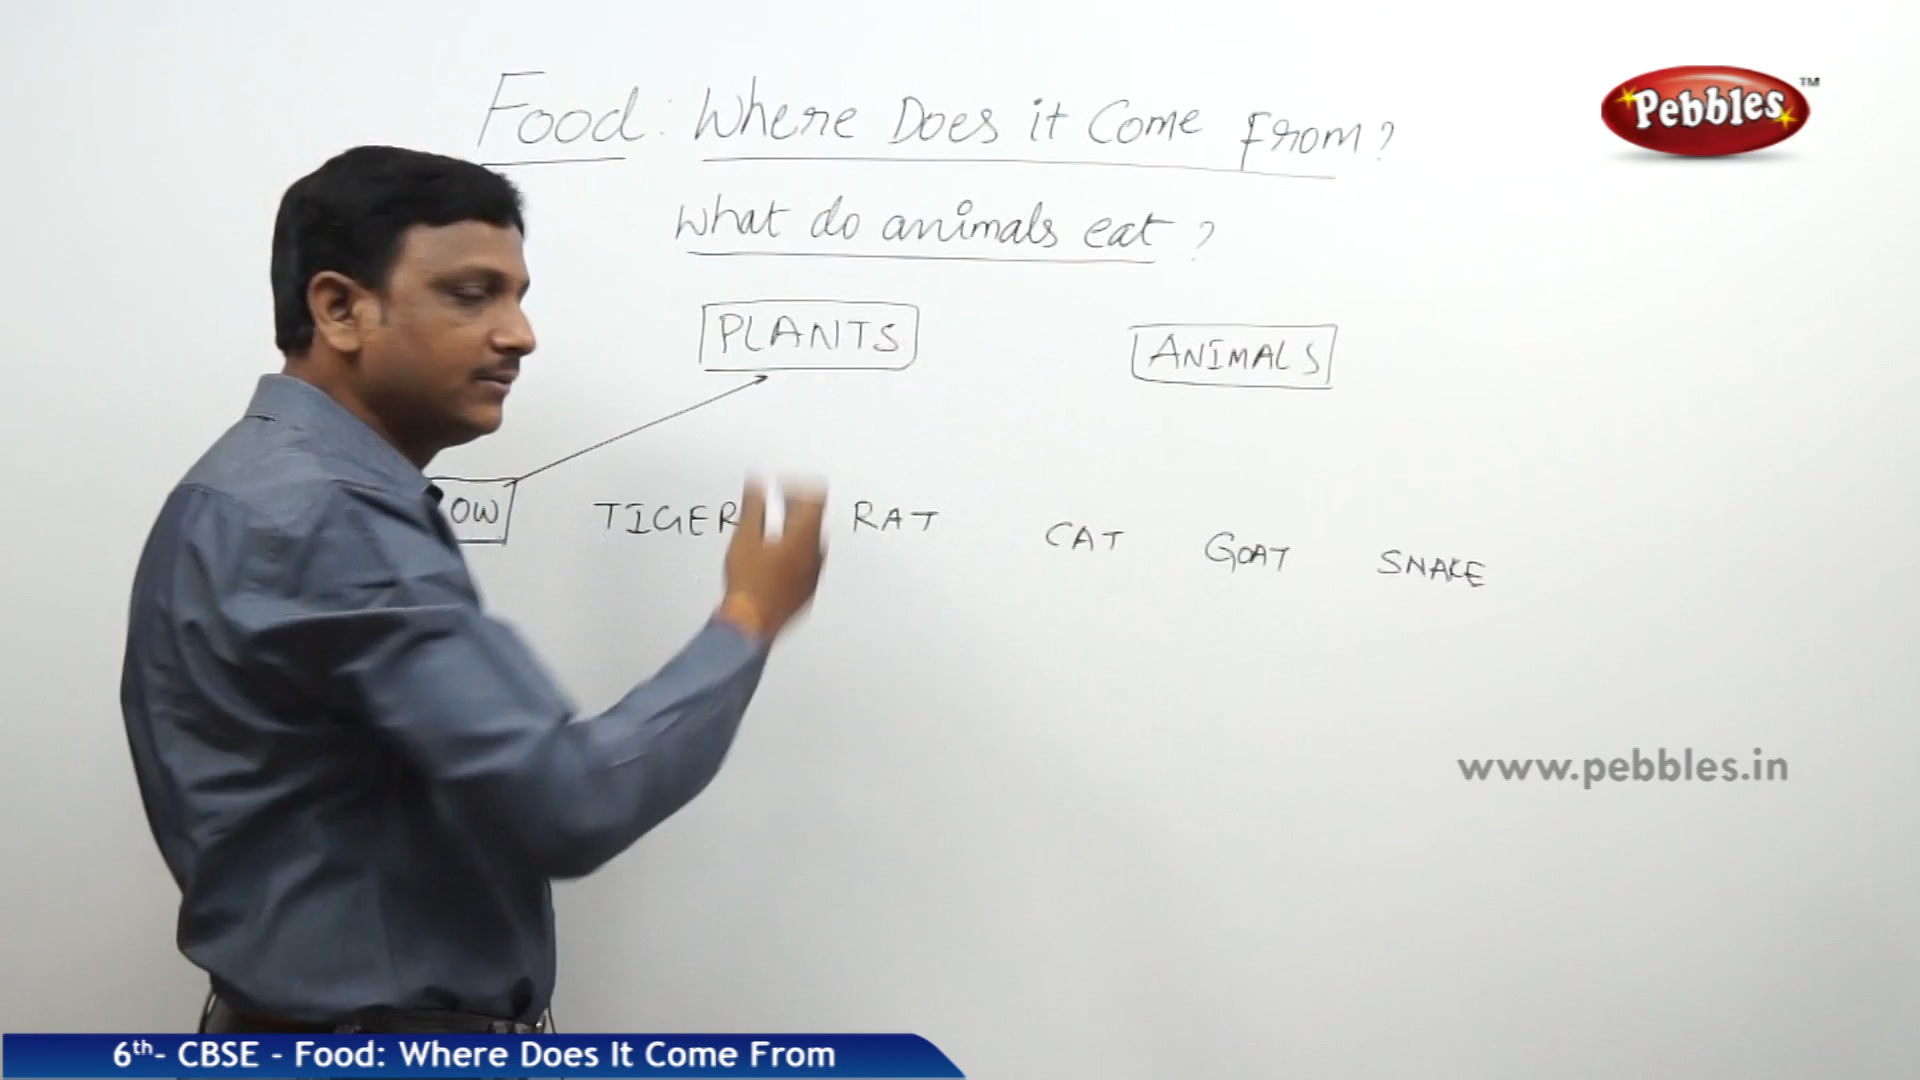 Food: Where Does it Come From?
Pebbles TM
What do animals eat?
PLANTS
ANIMALS
OW TIGER RAT CAT GOAT SNAKE
www.pebbles.in
6th- CBSE - Food: Where Does It Come From